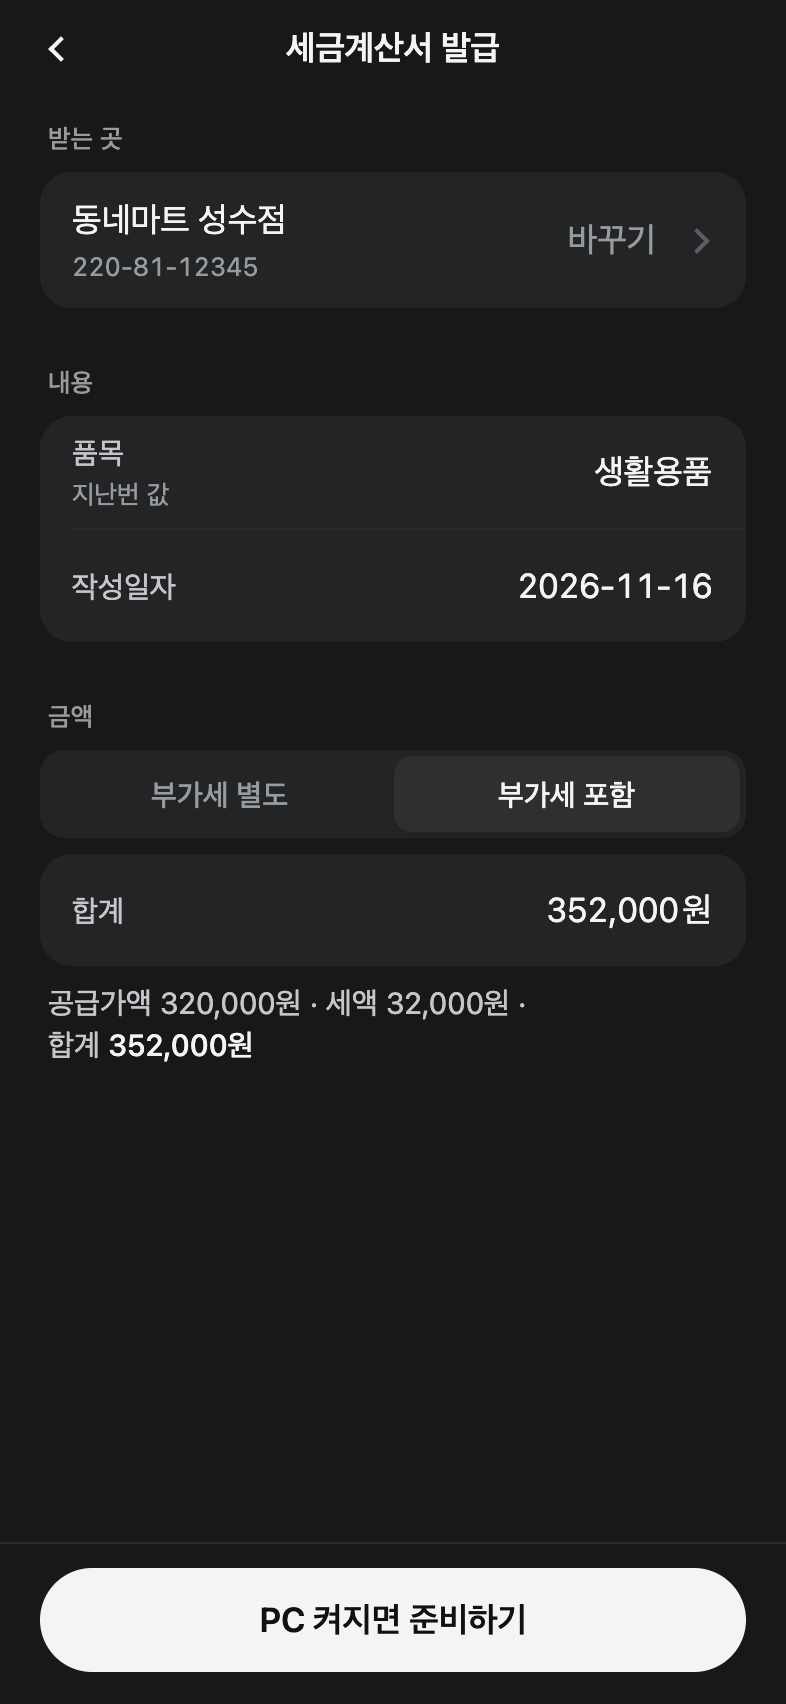 세금계산서 발급
받는 곳
동네마트 성수점
바꾸기
220-81-12345
내용
품목
지난번 값
생활용품
작성일자
2026-11-16
금액
부가세 별도
부가세 포함
합계
352,000원
공급가액 320,000원 · 세액 32,000원 ·
합계 352,000원
PC 켜지면 준비하기